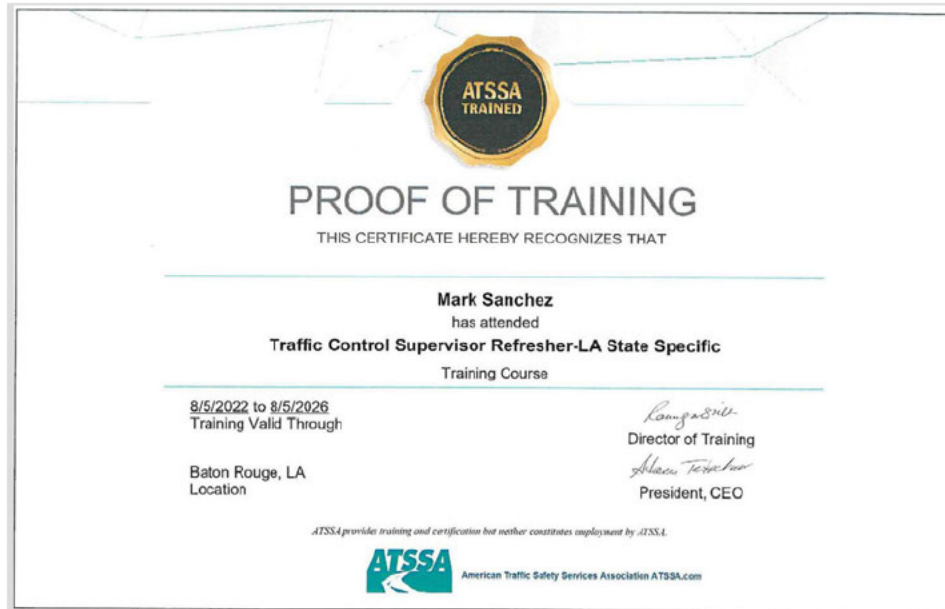 ATSSA
TRAINED
PROOF OF TRAINING
THIS CERTIFICATE HEREBY RECOGNIZES THAT
Mark Sanchez
has attended
Traffic Control Supervisor Refresher-LA State Specific
Training Course
8/5/2022 to 8/5/2026
Training Valid Through
Director of Training
Baton Rouge, LA
Location
President, CEO
ATSSA provides training and certification but neither constitutes employment by ATSSA.
ATSSA
American Traffic Safety Services Association ATSSA.com